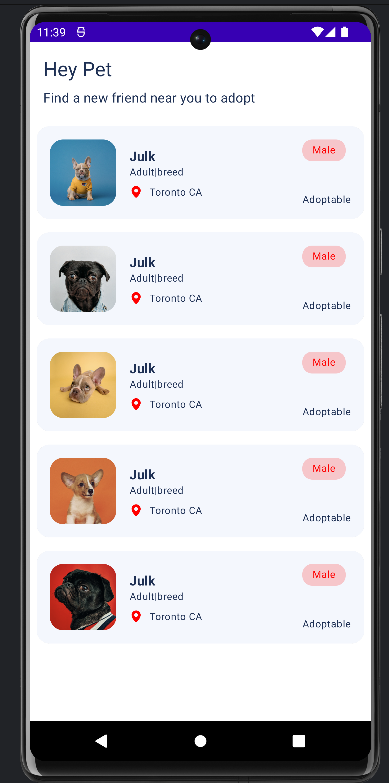 11:39
Hey Pet
Find a new friend near you to adopt
Julk
Male
Adult|breed
Toronto CA
Adoptable
Julk
Male
Adult|breed
Toronto CA
Adoptable
Julk
Male
Adult|breed
Toronto CA
Adoptable
Julk
Male
Adult|breed
Toronto CA
Adoptable
Julk
Male
Adult|breed
Toronto CA
Adoptable